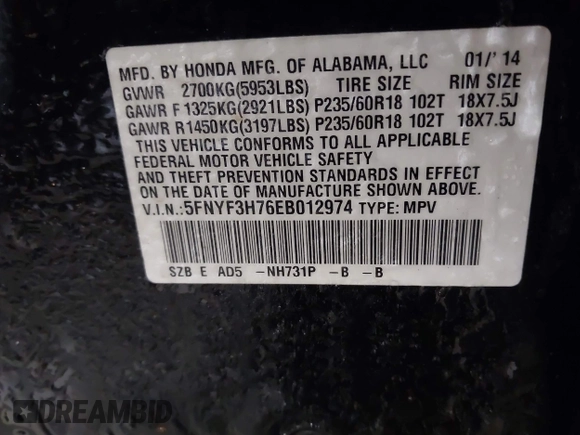 MFD. BY HONDA MFG. OF ALABAMA, LLC 01/'14
GVWR 2700KG(5953LBS) TIRE SIZE RIM SIZE
GAWR F 1325KG(2921LBS) P235/60R18 102T 18X7.5J
GAWR R1450KG(3197LBS) P235/60R18 102T 18X7.5J
THIS VEHICLE CONFORMS TO ALL APPLICABLE
FEDERAL MOTOR VEHICLE SAFETY
AND THEFT PREVENTION STANDARDS IN EFFECT
ON THE DATE OF MANUFACTURE SHOWN ABOVE.
V.I.N.:5FNYF3H76EB012974 TYPE: MPV
SZB E AD5 -NH731P -B -B
DREAMBID